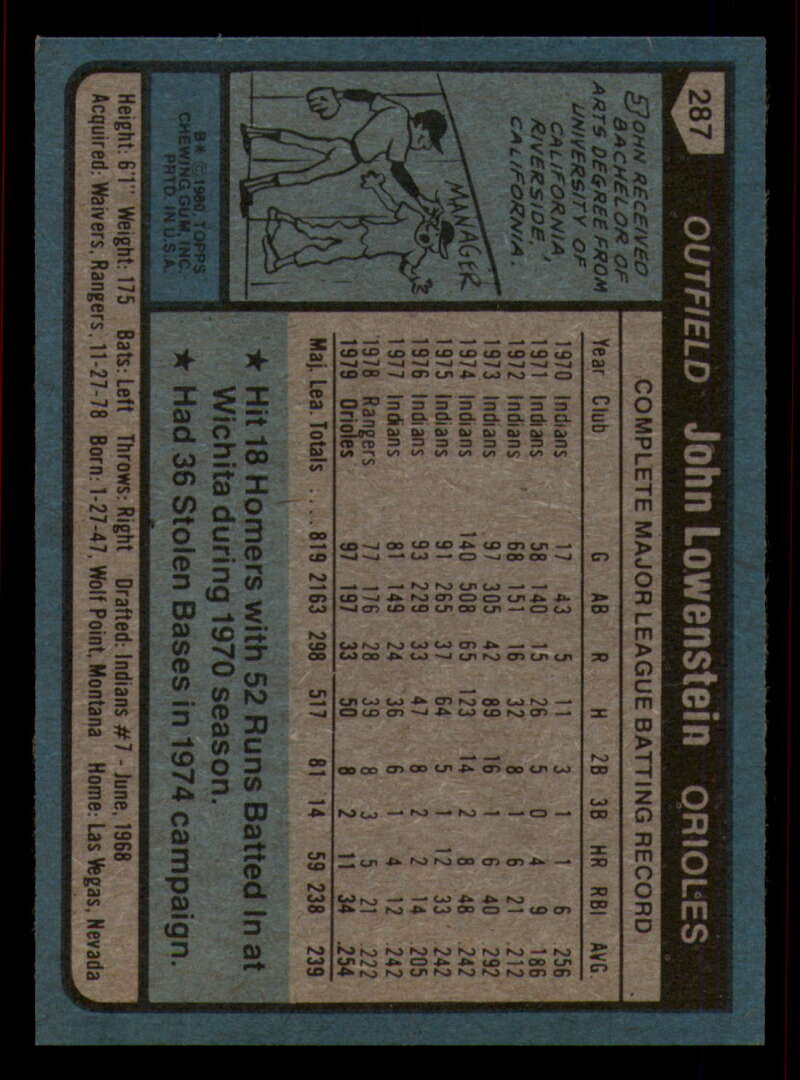 287
OUTFIELD John Lowenstein ORIOLES
JOHN RECEIVED
BACHELOR OF
ARTS DEGREE FROM
UNIVERSITY OF
CALIFORNIA,
RIVERSIDE,
CALIFORNIA.
MANAGER
B* © 1980 TOPPS
CHEWING GUM, INC.
PRTD. IN U.S.A.
COMPLETE MAJOR LEAGUE BATTING RECORD
Year Club G AB R H 2B 3B HR RBI AVG.
1970 Indians 17 43 5 11 3 1 1 6 .256
1971 Indians 58 140 15 26 5 0 4 9 .186
1972 Indians 68 151 16 32 8 1 6 21 .212
1973 Indians 97 305 42 89 16 1 6 40 .292
1974 Indians 140 508 65 123 14 2 8 48 .242
1975 Indians 91 265 37 64 5 1 12 33 .242
1976 Indians 93 229 33 47 8 2 2 14 .205
1977 Indians 81 149 24 36 6 1 4 12 .242
1978 Rangers 77 176 28 39 8 3 5 21 .222
1979 Orioles 97 197 33 50 8 2 11 34 .254
Maj. Lea. Totals .... 819 2163 298 517 81 14 59 238 .239
★ Hit 18 Homers with 52 Runs Batted In at
Wichita during 1970 season.
★ Had 36 Stolen Bases in 1974 campaign.
Height: 6'1" Weight: 175 Bats: Left Throws: Right Drafted: Indians #7 - June, 1968
Acquired: Waivers, Rangers, 11-27-78 Born: 1-27-47, Wolf Point, Montana Home: Las Vegas, Nevada